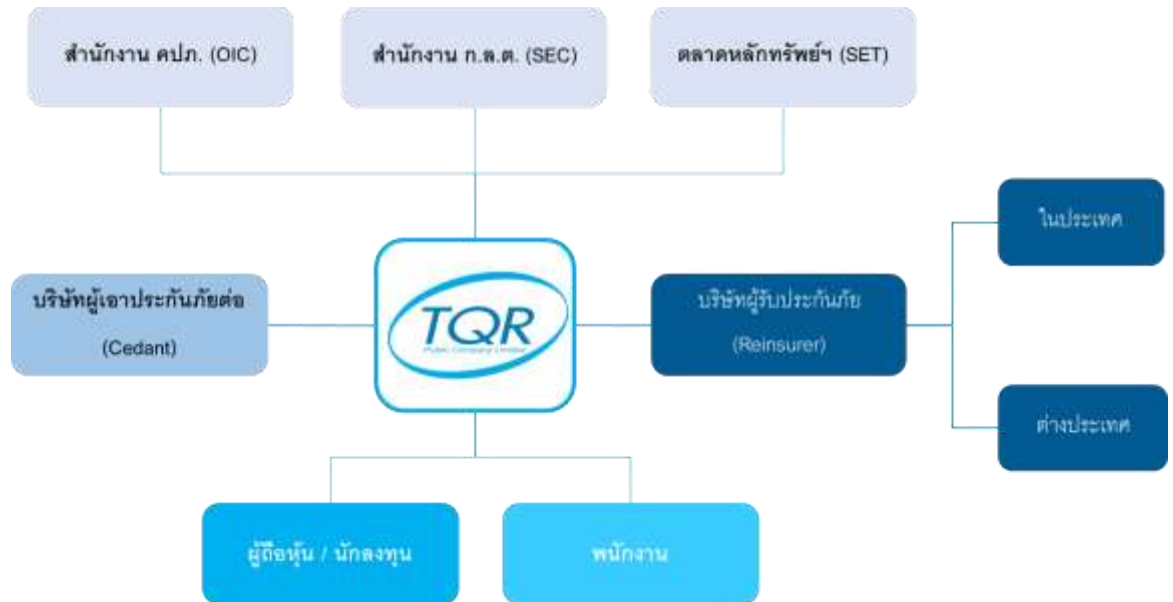 สำนักงาน คปภ. (OIC)
สำนักงาน ก.ล.ต. (SEC)
ตลาดหลักทรัพย์ฯ (SET)
ในประเทศ
บริษัทผู้เอาประกันภัยต่อ
(Cedant)
TQR
Public Company Limited
บริษัทผู้รับประกันภัย
(Reinsurer)
ต่างประเทศ
ผู้ถือหุ้น / นักลงทุน
พนักงาน